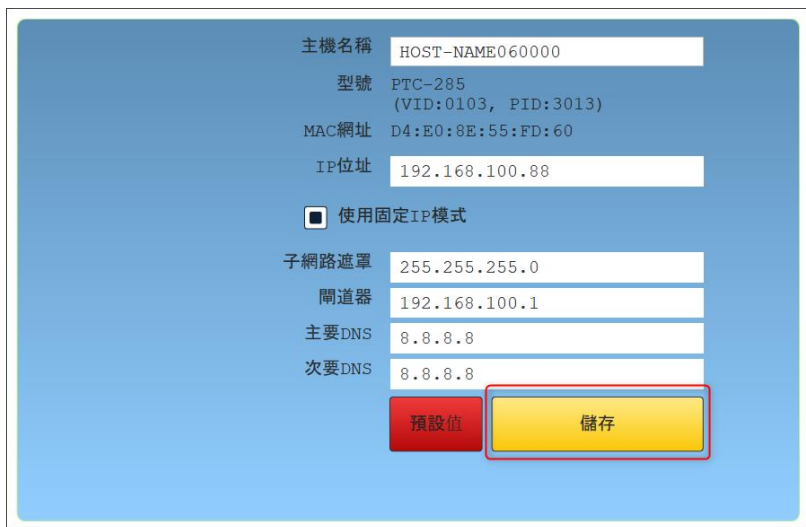 主機名稱 HOST-NAME060000
型號 PTC-285
(VID:0103, PID:3013)
MAC網址 D4:E0:8E:55:FD:60
IP位址 192.168.100.88
使用固定IP模式
子網路遮罩 255.255.255.0
閘道器 192.168.100.1
主要DNS 8.8.8.8
次要DNS 8.8.8.8
預設值 儲存